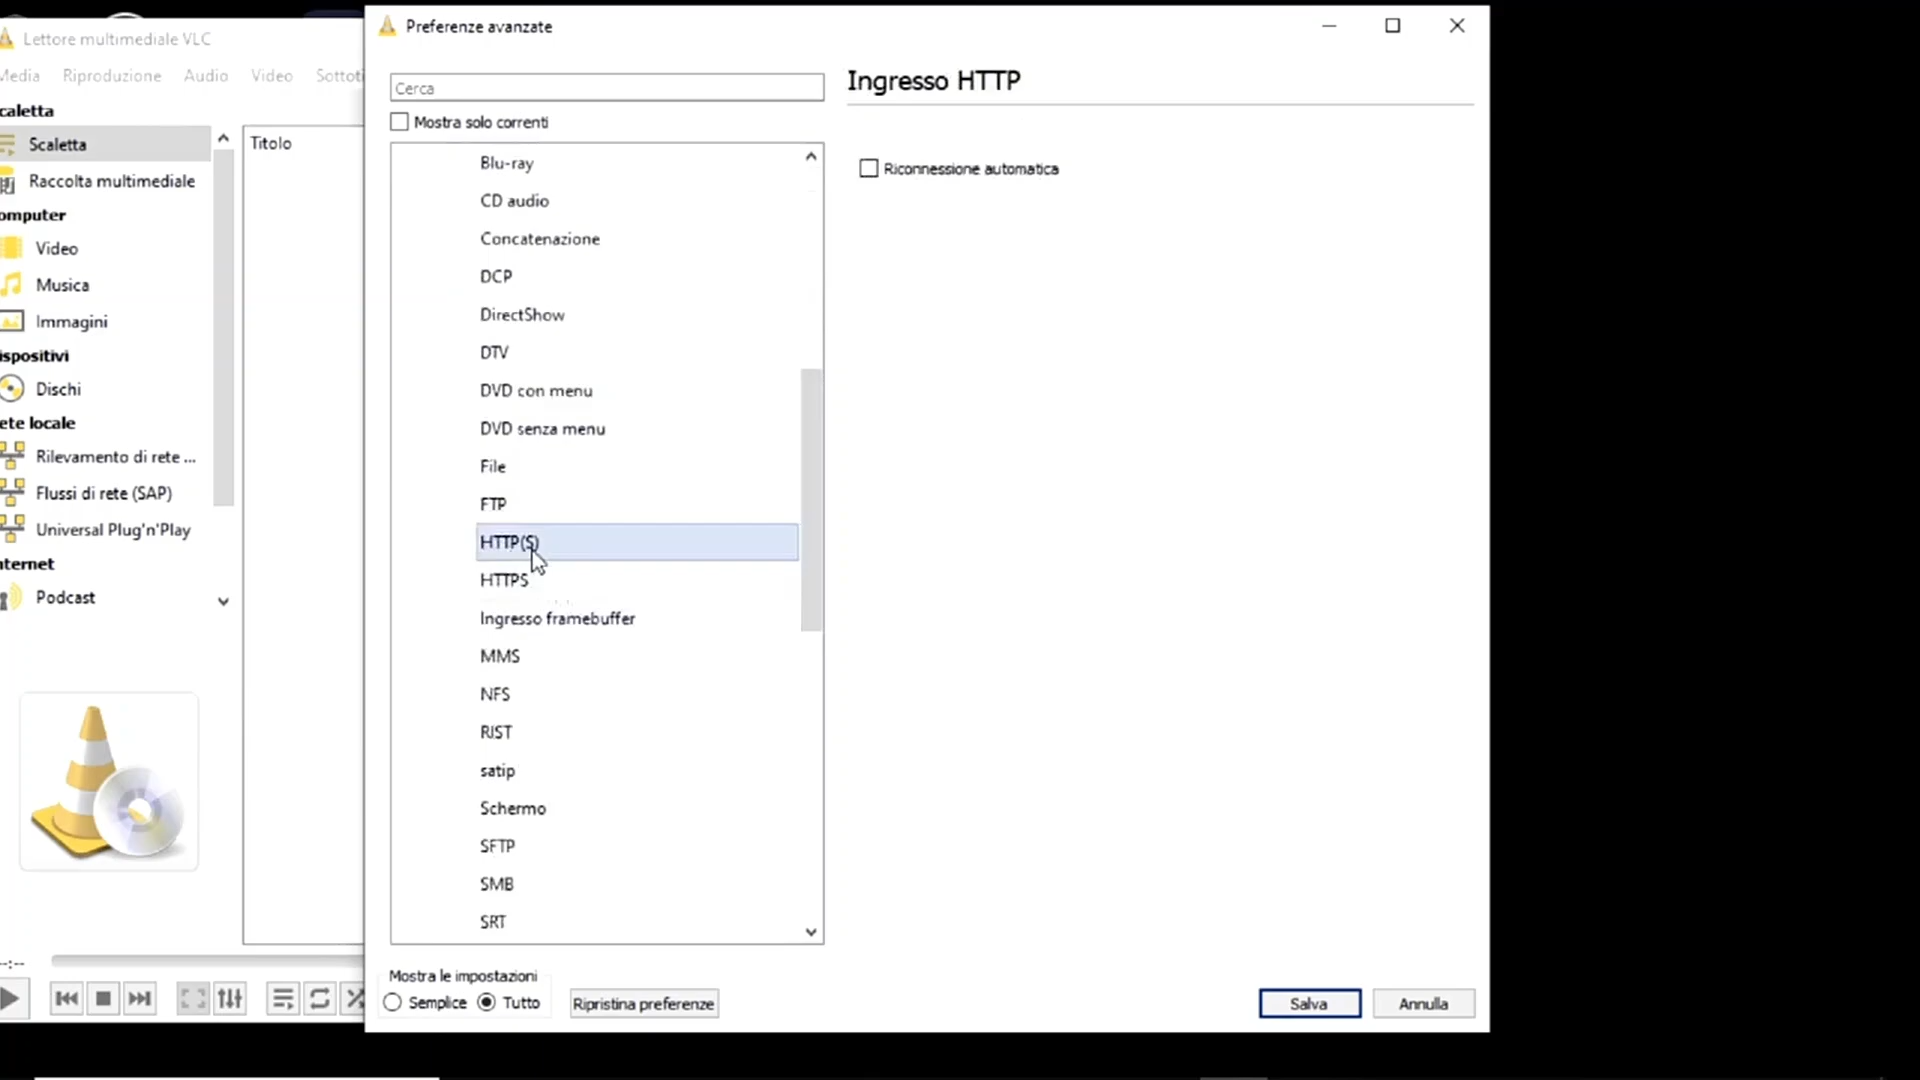 Lettore multimediale VLC
Media Riproduzione Audio Video Sottoti
caletta
Scaletta
Raccolta multimediale
omputer
Video
Musica
Immagini
ispositivi
Dischi
ete locale
Rilevamento di rete ...
Flussi di rete (SAP)
Universal Plug'n'Play
nternet
Podcast
Titolo
--:--
Preferenze avanzate
Cerca
Mostra solo correnti
Blu-ray
CD audio
Concatenazione
DCP
DirectShow
DTV
DVD con menu
DVD senza menu
File
FTP
HTTP(S)
HTTPS
Ingresso framebuffer
MMS
NFS
RIST
satip
Schermo
SFTP
SMB
SRT
Mostra le impostazioni
Semplice Tutto
Ripristina preferenze
Ingresso HTTP
Riconnessione automatica
Salva
Annulla